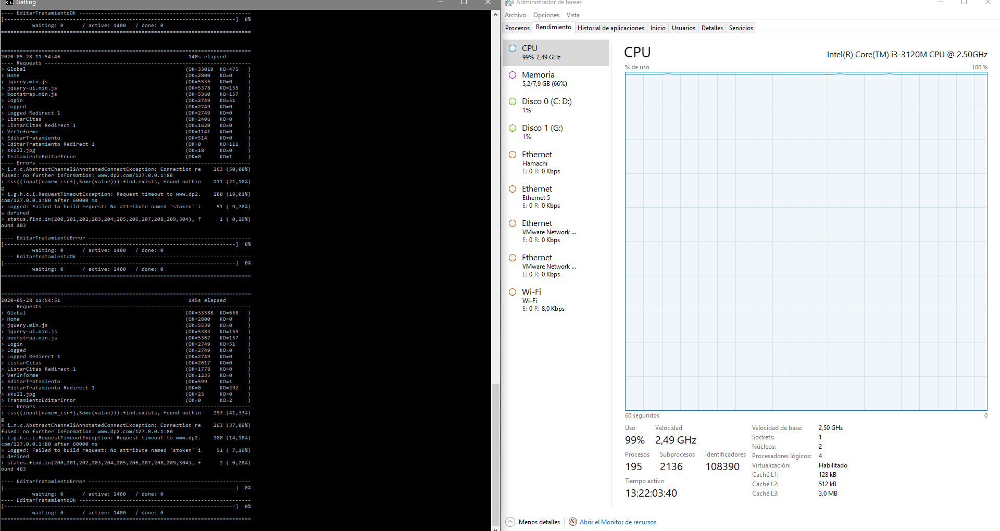 Gatling
---- EditarTratamientoOk --------------------------------------------------------
[--------------------------------------------------------------------------]  0%
          waiting: 0      / active: 1400   / done: 0
================================================================================
================================================================================
2020-05-28 11:54:46                                         140s elapsed
---- Requests ------------------------------------------------------------------
> Global                                                   (OK=33019  KO=475   )
> Home                                                     (OK=2800   KO=0     )
> jquery.min.js                                            (OK=5535   KO=0     )
> jquery-ui.min.js                                         (OK=5378   KO=155   )
> bootstrap.min.js                                         (OK=5360   KO=157   )
> Login                                                    (OK=2749   KO=51    )
> Logged                                                   (OK=2749   KO=0     )
> Logged Redirect 1                                        (OK=2749   KO=0     )
> ListarCitas                                              (OK=2406   KO=0     )
> ListarCitas Redirect 1                                   (OK=1620   KO=0     )
> VerInforme                                               (OK=1141   KO=0     )
> EditarTratamiento                                        (OK=514    KO=0     )
> EditarTratamiento Redirect 1                             (OK=0      KO=111   )
> skull.jpg                                                (OK=18     KO=0     )
> TratamientoEditarError                                   (OK=0      KO=1     )
---- Errors --------------------------------------------------------------------
> i.n.c.AbstractChannel$AnnotatedConnectException: Connection re    263 (50,00%)
fused: no further information: www.dp2.com/127.0.0.1:80
> css((input[name=_csrf],Some(value))).find.exists, found nothin    111 (21,10%)
g
> i.g.h.c.i.RequestTimeoutException: Request timeout to www.dp2.    100 (19,01%)
com/127.0.0.1:80 after 60000 ms
> Logged: Failed to build request: No attribute named 'stoken' i     51 ( 9,70%)
s defined
> status.find.in(200,201,202,203,204,205,206,207,208,209,304), f      1 ( 0,19%)
ound 403
---- EditarTratamientoError ----------------------------------------------------
[--------------------------------------------------------------------------]  0%
          waiting: 0      / active: 1400   / done: 0
---- EditarTratamientoOk -------------------------------------------------------
[--------------------------------------------------------------------------]  0%
          waiting: 0      / active: 1400   / done: 0
================================================================================
================================================================================
2020-05-28 11:54:51                                         145s elapsed
---- Requests ------------------------------------------------------------------
> Global                                                   (OK=33588  KO=658   )
> Home                                                     (OK=2800   KO=0     )
> jquery.min.js                                            (OK=5539   KO=0     )
> jquery-ui.min.js                                         (OK=5383   KO=155   )
> bootstrap.min.js                                         (OK=5367   KO=157   )
> Login                                                    (OK=2749   KO=51    )
> Logged                                                   (OK=2749   KO=0     )
> Logged Redirect 1                                        (OK=2749   KO=0     )
> ListarCitas                                              (OK=2617   KO=0     )
> ListarCitas Redirect 1                                   (OK=1778   KO=0     )
> VerInforme                                               (OK=1235   KO=0     )
> EditarTratamiento                                        (OK=599    KO=1     )
> EditarTratamiento Redirect 1                             (OK=0      KO=292   )
> skull.jpg                                                (OK=23     KO=0     )
> TratamientoEditarError                                   (OK=0      KO=2     )
---- Errors --------------------------------------------------------------------
> css((input[name=_csrf],Some(value))).find.exists, found nothin    293 (41,33%)
g
> i.n.c.AbstractChannel$AnnotatedConnectException: Connection re    263 (37,09%)
fused: no further information: www.dp2.com/127.0.0.1:80
> i.g.h.c.i.RequestTimeoutException: Request timeout to www.dp2.    100 (14,10%)
com/127.0.0.1:80 after 60000 ms
> Logged: Failed to build request: No attribute named 'stoken' i     51 ( 7,19%)
s defined
> status.find.in(200,201,202,203,204,205,206,207,208,209,304), f      2 ( 0,28%)
ound 403
---- EditarTratamientoError ----------------------------------------------------
[--------------------------------------------------------------------------]  0%
          waiting: 0      / active: 1400   / done: 0
---- EditarTratamientoOk -------------------------------------------------------
[--------------------------------------------------------------------------]  0%
          waiting: 0      / active: 1400   / done: 0
================================================================================
Administrador de tareas
Archivo Opciones Vista
Procesos Rendimiento Historial de aplicaciones Inicio Usuarios Detalles Servicios
CPU
99% 2,49 GHz
Memoria
5,2/7,9 GB (66%)
Disco 0 (C: D:)
1%
Disco 1 (G:)
1%
Ethernet
Hamachi
E: 0 R: 0 Kbps
Ethernet
Ethernet 5
E: 0 R: 0 Kbps
Ethernet
VMware Network ...
E: 0 R: 0 Kbps
Ethernet
VMware Network ...
E: 0 R: 0 Kbps
Wi-Fi
Wi-Fi
E: 0 R: 8,0 Kbps
CPU Intel(R) Core(TM) i3-3120M CPU @ 2.50GHz
% de uso 100 %
60 segundos 0
Uso Velocidad
99% 2,49 GHz
Procesos Subprocesos Identificadores
195 2136 108390
Tiempo activo
13:22:03:40
Velocidad de base: 2,50 GHz
Sockets: 1
Núcleos: 2
Procesadores lógicos: 4
Virtualización: Habilitado
Caché L1: 128 kB
Caché L2: 512 kB
Caché L3: 3,0 MB
Menos detalles Abrir el Monitor de recursos